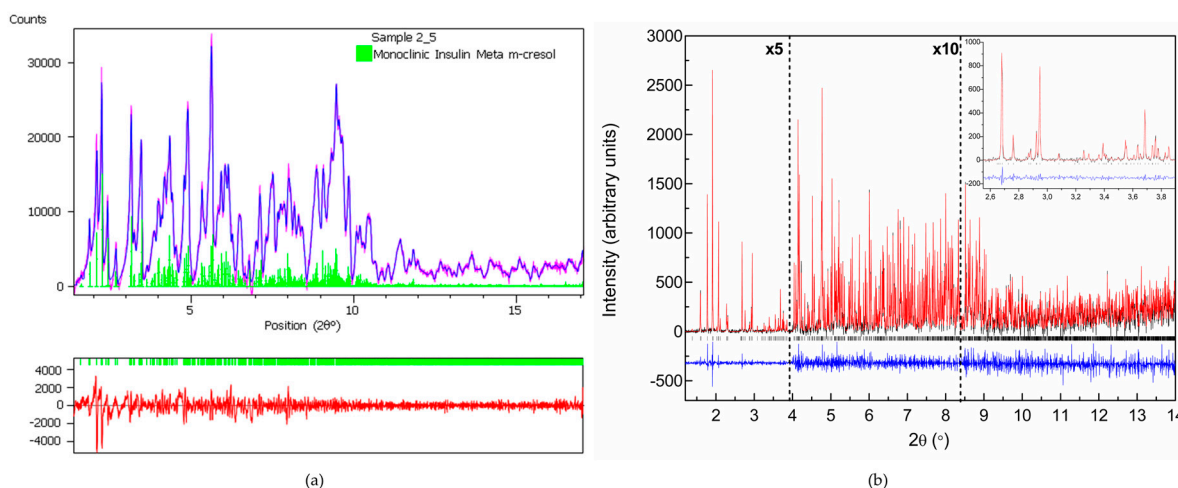 Counts
Sample 2_5
Monoclinic Insulin Meta m-cresol
30000
20000
10000
0
5
10
15
Position (2θ°)
4000
2000
0
-2000
-4000
(a)
3000
2500
2000
1500
1000
500
0
-500
Intensity (arbitrary units)
x5
x10
800
600
400
200
0
-200
2.6 2.8 3.0 3.2 3.4 3.6 3.8
2 3 4 5 6 7 8 9 10 11 12 13 14
2θ (°)
(b)